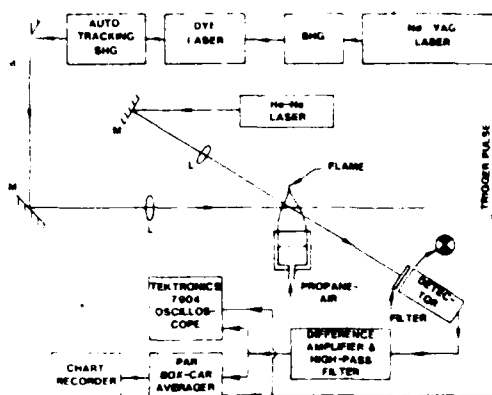 AUTO
TRACKING
SHG
DYE
LASER
SHG
Nd YAG
LASER
M
He-Ne
LASER
M
L
FLAME
M
L
TRIGGER PULSE
PROPANE-
AIR
FILTER
DETEC-
TOR
TEKTRONICS
7904
OSCILLOS-
COPE
DIFFERENCE
AMPLIFIER &
HIGH-PASS
FILTER
CHART
RECORDER
PAR
BOX-CAR
AVERAGER